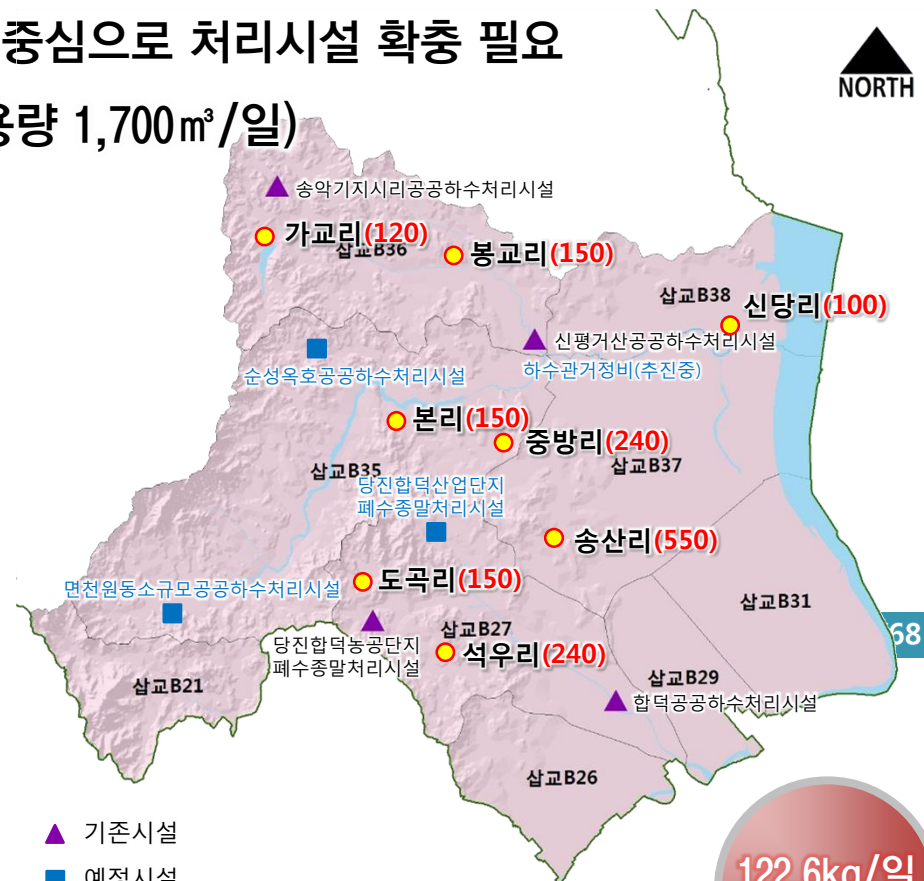 중심으로 처리시설 확충 필요
용량 1,700㎥/일)
NORTH
송악기지시리공공하수처리시설
가교리(120)
삽교B36
봉교리(150)
삽교B38
신당리(100)
신평거산공공하수처리시설
하수관거정비(추진중)
순성옥호공공하수처리시설
본리(150)
중방리(240)
삽교B37
삽교B35
당진합덕산업단지
폐수종말처리시설
송산리(550)
도곡리(150)
면천원동소규모공공하수처리시설
삽교B31
68
당진합덕농공단지
폐수종말처리시설
삽교B27
석우리(240)
삽교B21
삽교B29
합덕공공하수처리시설
삽교B26
기존시설
예정시설
122.6kg/일